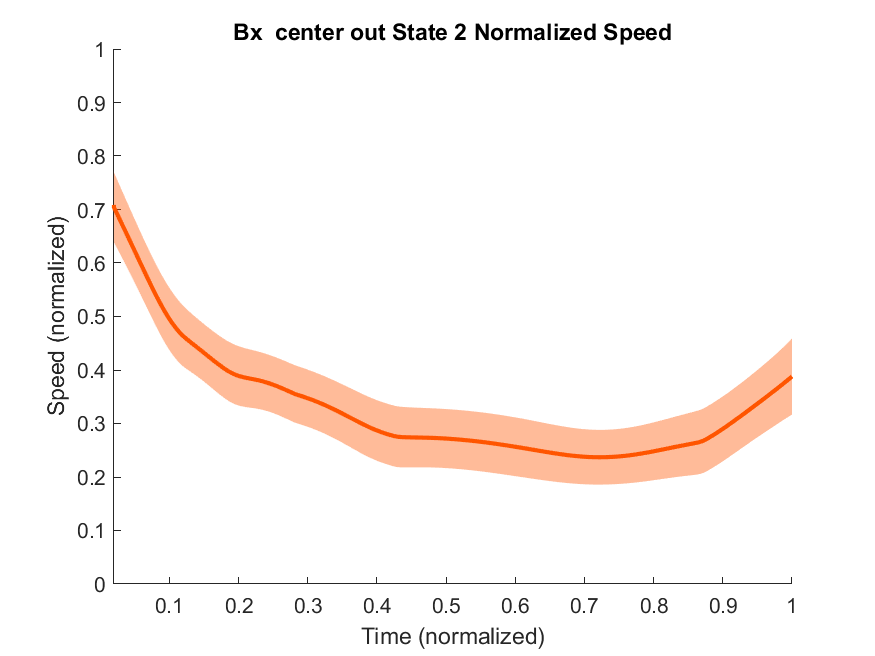 Bx  center out State 2 Normalized Speed
1
0.9
0.8
0.7
0.6
0.5
0.4
0.3
0.2
0.1
0
Speed (normalized)
0.1 0.2 0.3 0.4 0.5 0.6 0.7 0.8 0.9 1
Time (normalized)